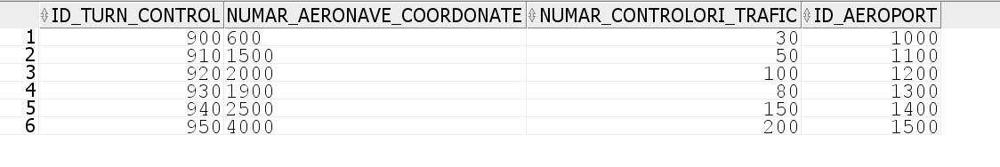 ID_TURN_CONTROL NUMAR_AERONAVE_COORDONATE NUMAR_CONTROLORI_TRAFIC ID_AEROPORT
1 900 600 30 1000
2 910 1500 50 1100
3 920 2000 100 1200
4 930 1900 80 1300
5 940 2500 150 1400
6 950 4000 200 1500